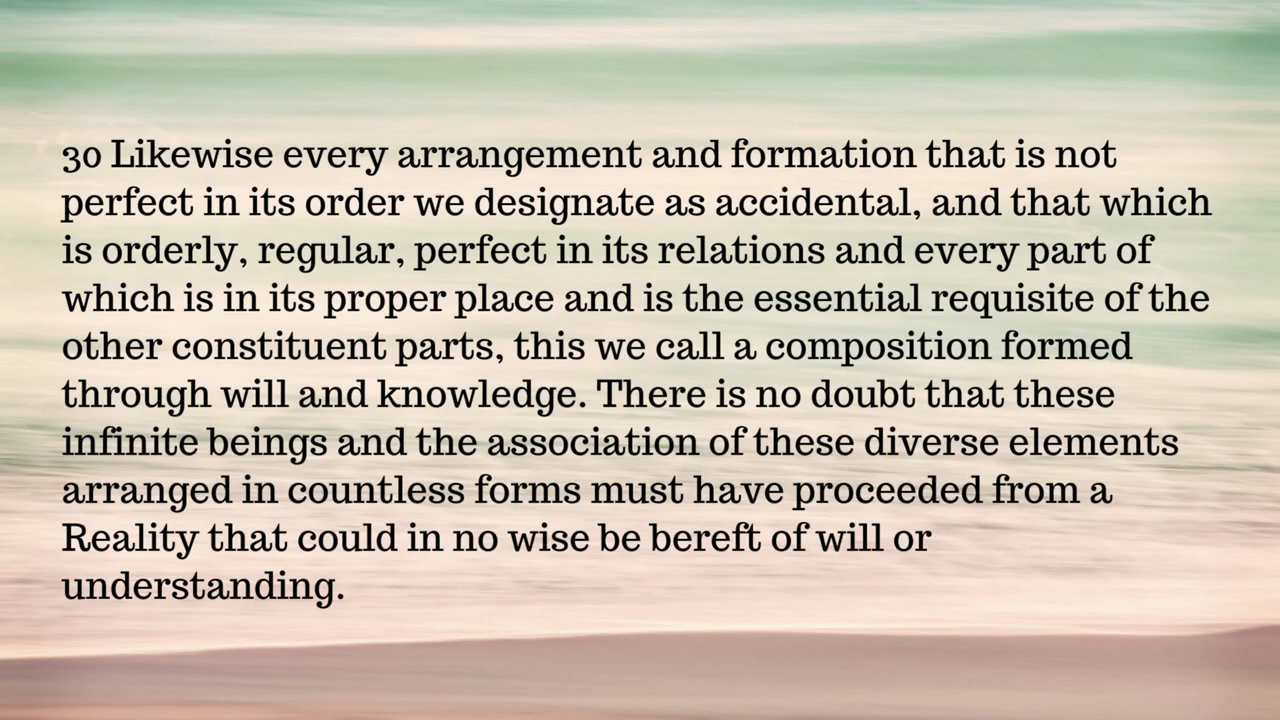 30 Likewise every arrangement and formation that is not
perfect in its order we designate as accidental, and that which
is orderly, regular, perfect in its relations and every part of
which is in its proper place and is the essential requisite of the
other constituent parts, this we call a composition formed
through will and knowledge. There is no doubt that these
infinite beings and the association of these diverse elements
arranged in countless forms must have proceeded from a
Reality that could in no wise be bereft of will or
understanding.